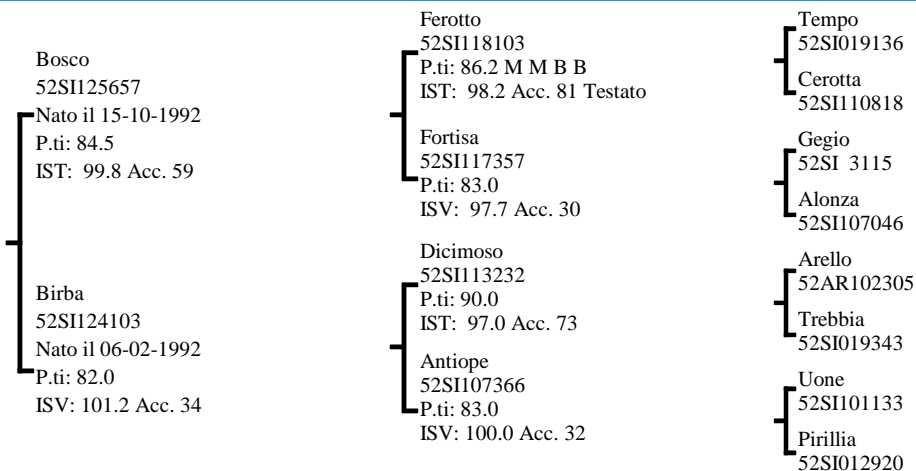 Bosco
52SI125657
Nato il 15-10-1992
P.ti: 84.5
IST: 99.8 Acc. 59
Birba
52SI124103
Nato il 06-02-1992
P.ti: 82.0
ISV: 101.2 Acc. 34
Ferotto
52SI118103
P.ti: 86.2 M M B B
IST: 98.2 Acc. 81 Testato
Fortisa
52SI117357
P.ti: 83.0
ISV: 97.7 Acc. 30
Dicimoso
52SI113232
P.ti: 90.0
IST: 97.0 Acc. 73
Antiope
52SI107366
P.ti: 83.0
ISV: 100.0 Acc. 32
Tempo
52SI019136
Cerotta
52SI110818
Gegio
52SI 3115
Alonza
52SI107046
Arello
52AR102305
Trebbia
52SI019343
Uone
52SI101133
Pirillia
52SI012920